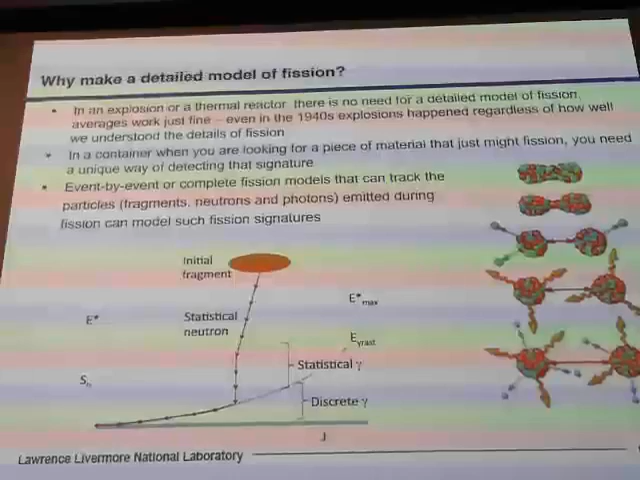 Why make a detailed model of fission?
• In an explosion or a thermal reactor, there is no need for a detailed model of fission,
averages work just fine – even in the 1940s explosions happened regardless of how well
we understood the details of fission
• In a container when you are looking for a piece of material that just might fission, you need
a unique way of detecting that signature
• Event-by-event or complete fission models that can track the
particles (fragments, neutrons and photons) emitted during
fission can model such fission signatures
Initial
fragment
E*
Statistical
neutron
E*max
Eyrast
Statistical γ
Sn
Discrete γ
J
Lawrence Livermore National Laboratory